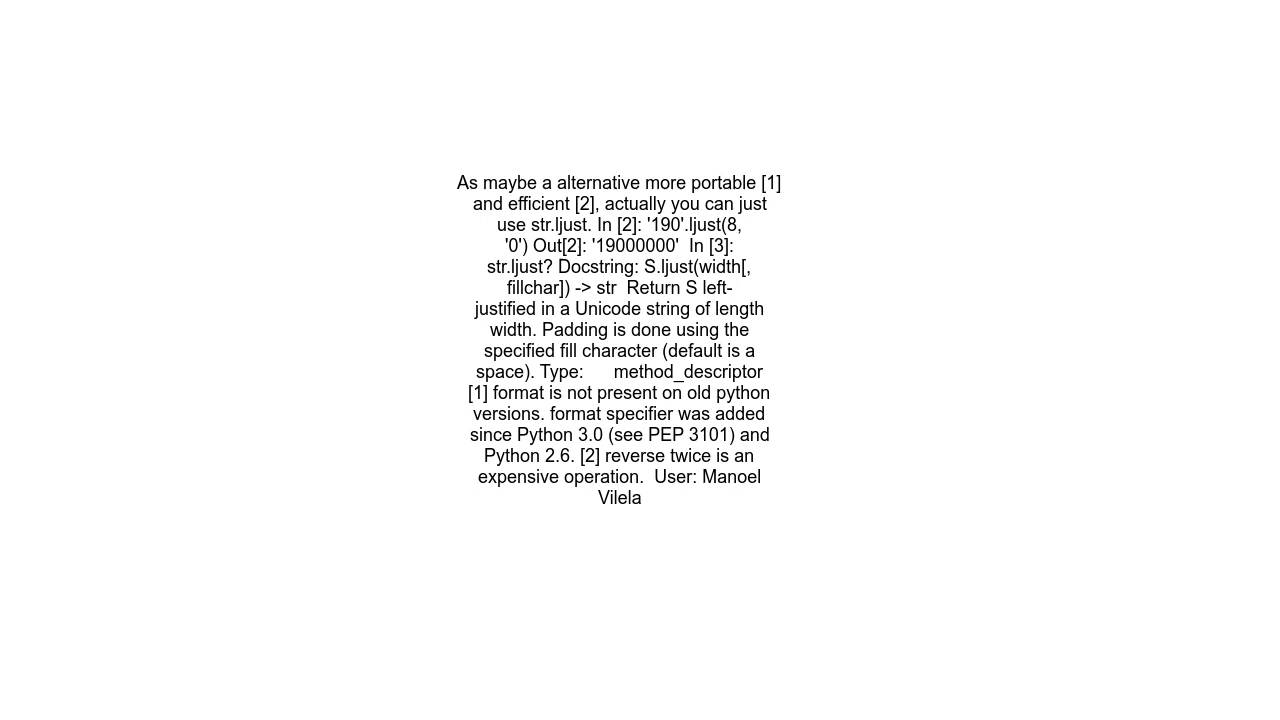 As maybe a alternative more portable [1]
and efficient [2], actually you can just
use str.ljust. In [2]: '190'.ljust(8,
'0') Out[2]: '19000000'  In [3]:
str.ljust? Docstring: S.ljust(width[,
fillchar]) -> str  Return S left-
justified in a Unicode string of length
width. Padding is done using the
specified fill character (default is a
space). Type:      method_descriptor
[1] format is not present on old python
versions. format specifier was added
since Python 3.0 (see PEP 3101) and
Python 2.6. [2] reverse twice is an
expensive operation.  User: Manoel
Vilela